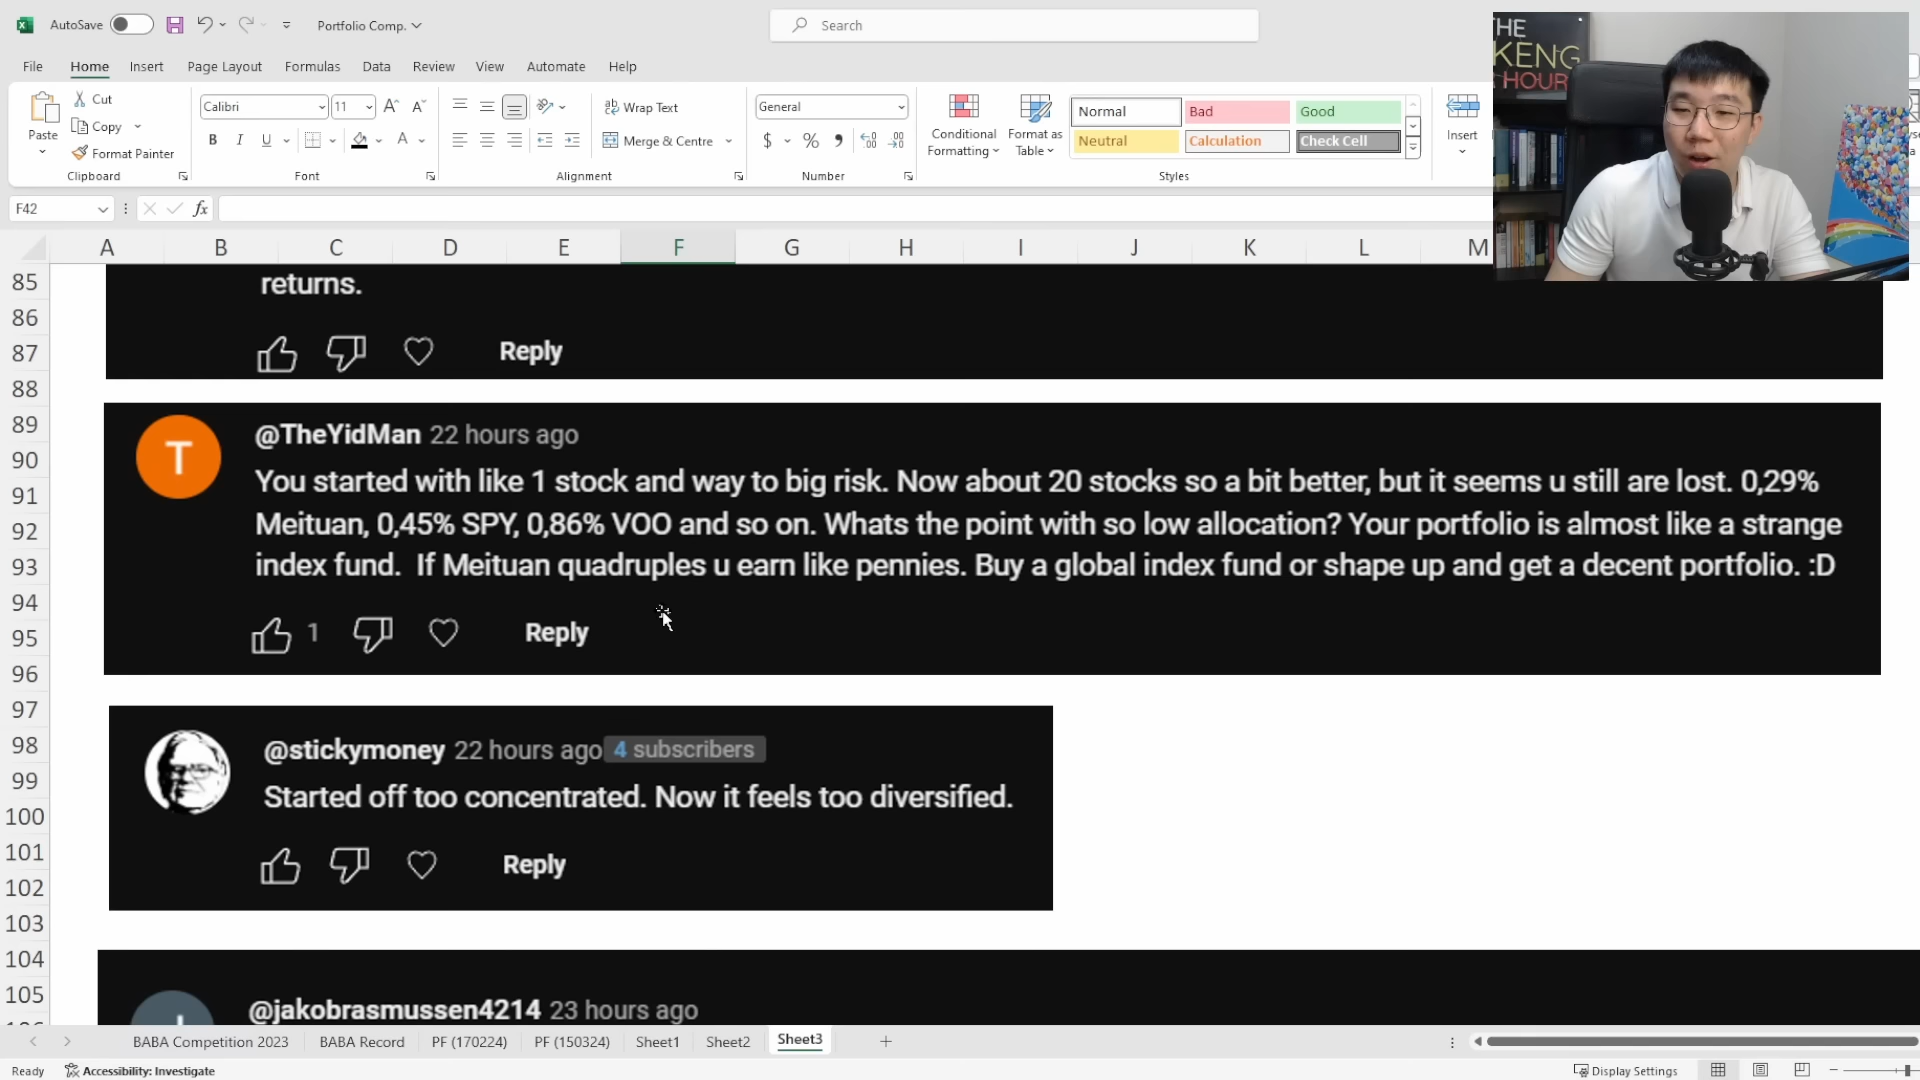 AutoSave
Portfolio Comp.
Search
File Home Insert Page Layout Formulas Data Review View Automate Help
Paste
Cut
Copy
Format Painter
Clipboard
Calibri 11
B I U
Font
Wrap Text
Merge & Centre
Alignment
General
$ % 9
Number
Conditional Formatting
Format as Table
Normal Bad Good
Neutral Calculation Check Cell
Styles
Insert
THE
KENG
HOUR
F42
fx
A B C D E F G H I J K L M
85
86
87
88
89
90
91
92
93
94
95
96
97
98
99
100
101
102
103
104
105
returns.
Reply
T
@TheYidMan 22 hours ago
You started with like 1 stock and way to big risk. Now about 20 stocks so a bit better, but it seems u still are lost. 0,29%
Meituan, 0,45% SPY, 0,86% VOO and so on. Whats the point with so low allocation? Your portfolio is almost like a strange
index fund. If Meituan quadruples u earn like pennies. Buy a global index fund or shape up and get a decent portfolio. :D
1 Reply
@stickymoney 22 hours ago 4 subscribers
Started off too concentrated. Now it feels too diversified.
Reply
@jakobrasmussen4214 23 hours ago
BABA Competition 2023 BABA Record PF (170224) PF (150324) Sheet1 Sheet2 Sheet3
Ready Accessibility: Investigate Display Settings